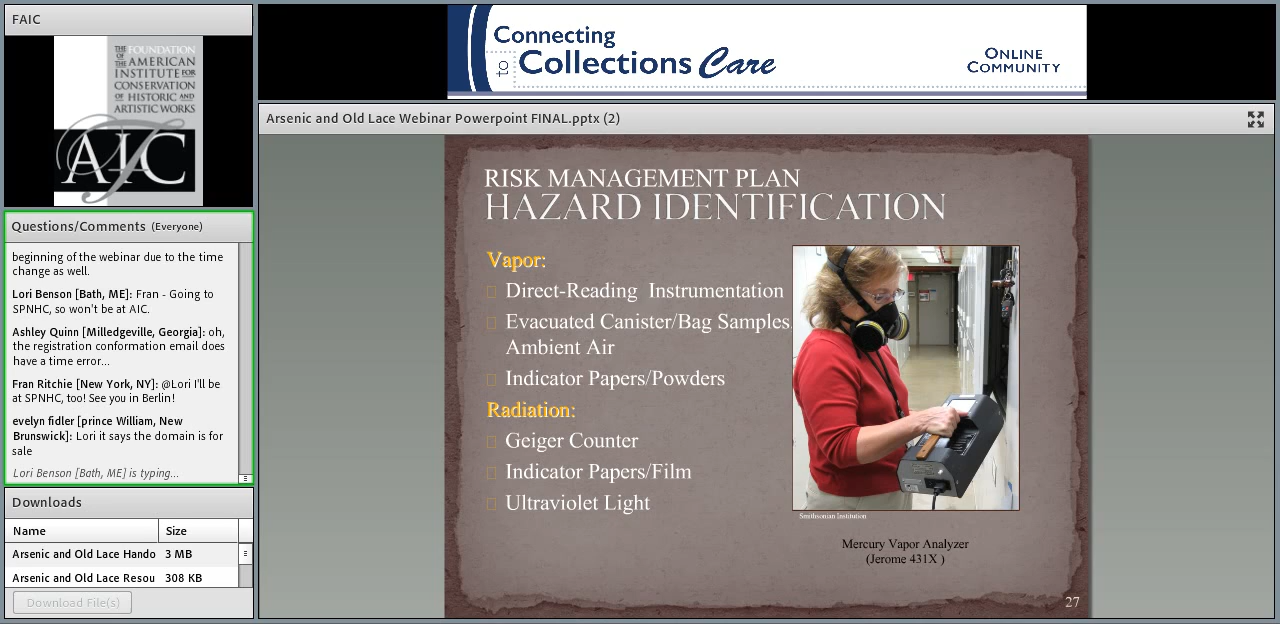 FAIC
THE FOUNDATION
OF THE AMERICAN
INSTITUTE FOR
CONSERVATION
OF HISTORIC AND
ARTISTIC WORKS
AIC
Connecting
to Collections Care
ONLINE
COMMUNITY
Questions/Comments (Everyone)
beginning of the webinar due to the time
change as well.
Lori Benson [Bath, ME]: Fran - Going to
SPNHC, so won't be at AIC.
Ashley Quinn [Milledgeville, Georgia]: oh,
the registration conformation email does
have a time error...
Fran Ritchie [New York, NY]: @Lori I'll be
at SPNHC, too! See you in Berlin!
evelyn fidler [prince William, New
Brunswick]: Lori it says the domain is for
sale
Lori Benson [Bath, ME] is typing...
Downloads
Name Size
Arsenic and Old Lace Hando 3 MB
Arsenic and Old Lace Resou 308 KB
Download File(s)
Arsenic and Old Lace Webinar Powerpoint FINAL.pptx (2)
RISK MANAGEMENT PLAN
HAZARD IDENTIFICATION
Vapor:
Direct-Reading Instrumentation
Evacuated Canister/Bag Samples,
Ambient Air
Indicator Papers/Powders
Radiation:
Geiger Counter
Indicator Papers/Film
Ultraviolet Light
Smithsonian Institution
Mercury Vapor Analyzer
(Jerome 431X )
27